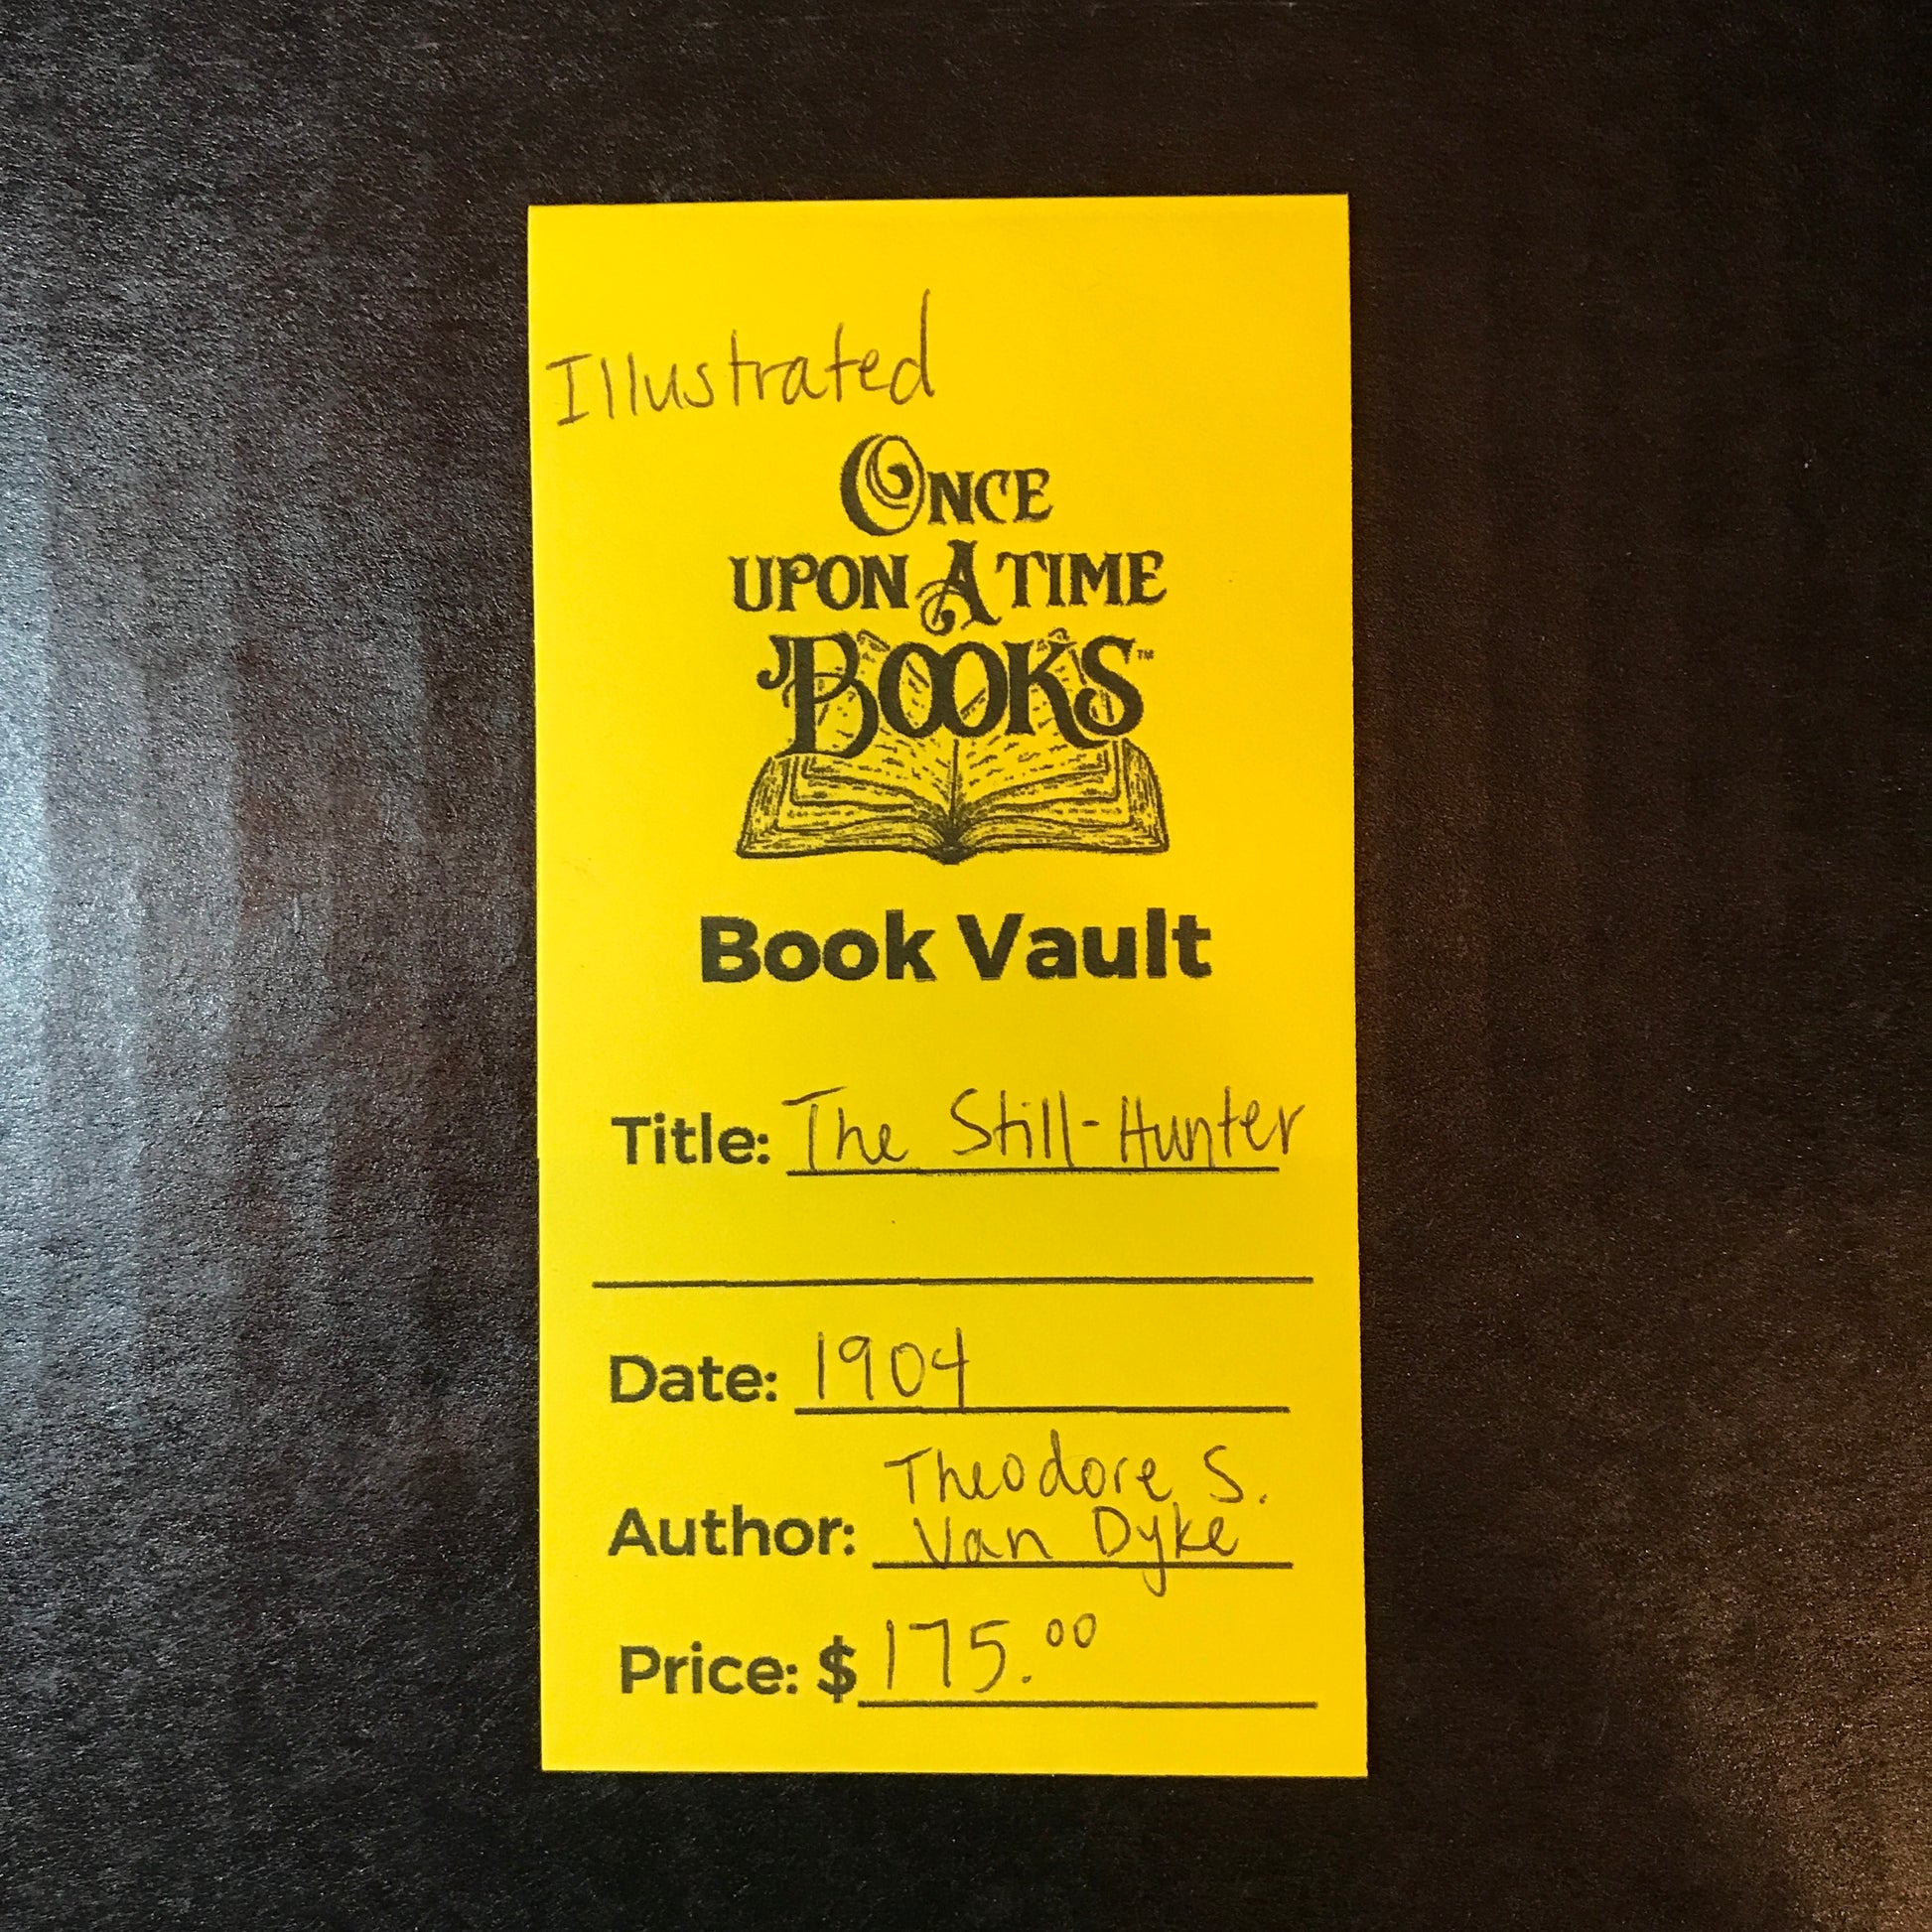 Illustrated
ONCE
UPON A TIME
BOOKS™
Book Vault
Title: The Still-Hunter
Date: 1904
Theodore S.
Author: Van Dyke
Price: $175.00